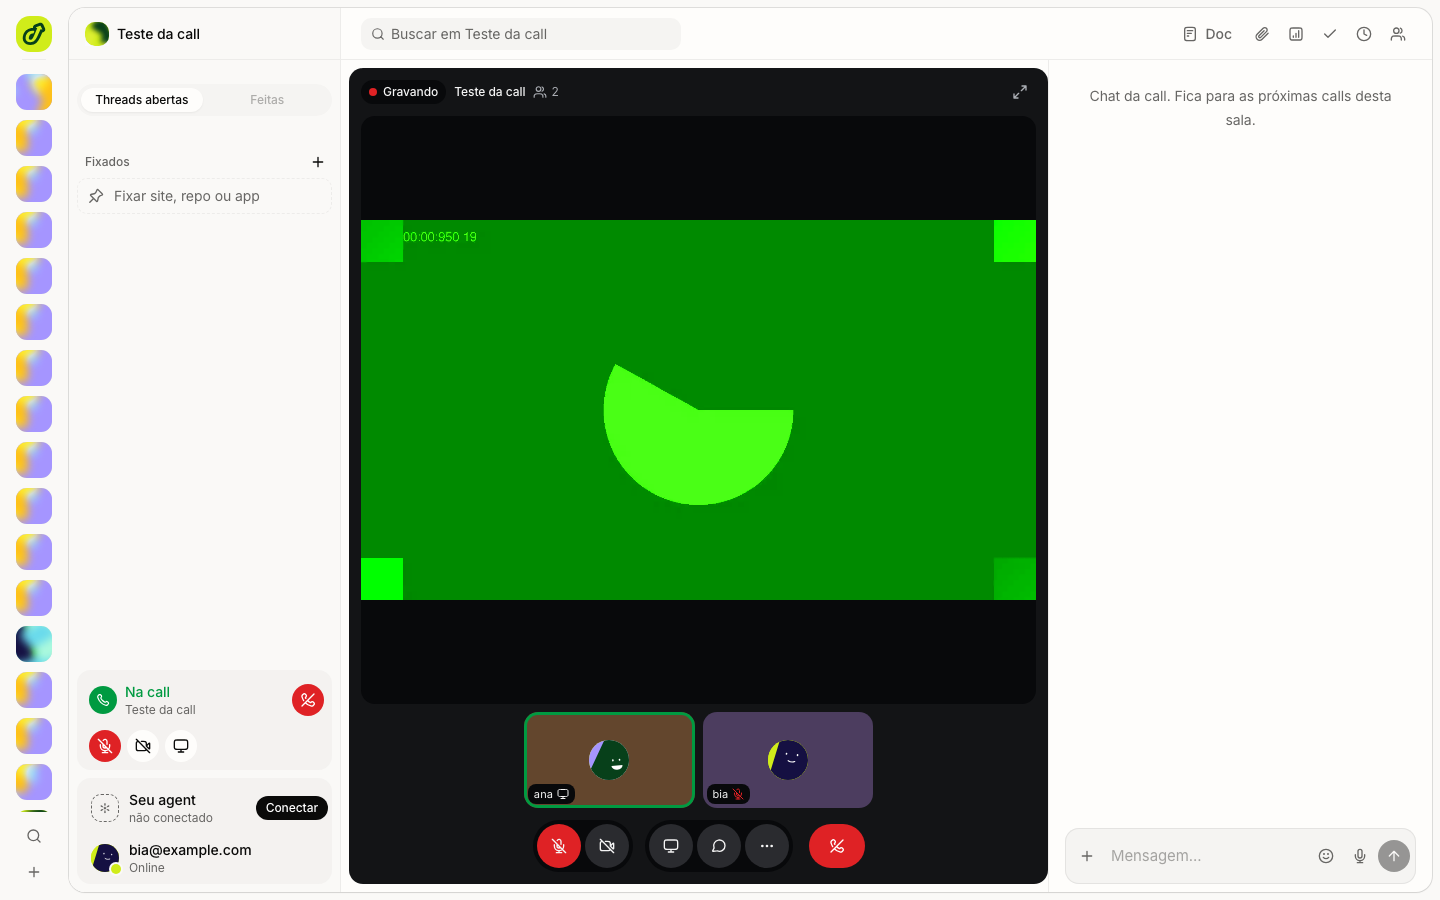 Teste da call
Buscar em Teste da call
Doc
Threads abertas
Feitas
Fixados
Fixar site, repo ou app
Gravando
Teste da call
2
00:00:950 19
ana
bia
Chat da call. Fica para as próximas calls desta
sala.
Na call
Teste da call
Seu agent
não conectado
Conectar
bia@example.com
Online
Mensagem...